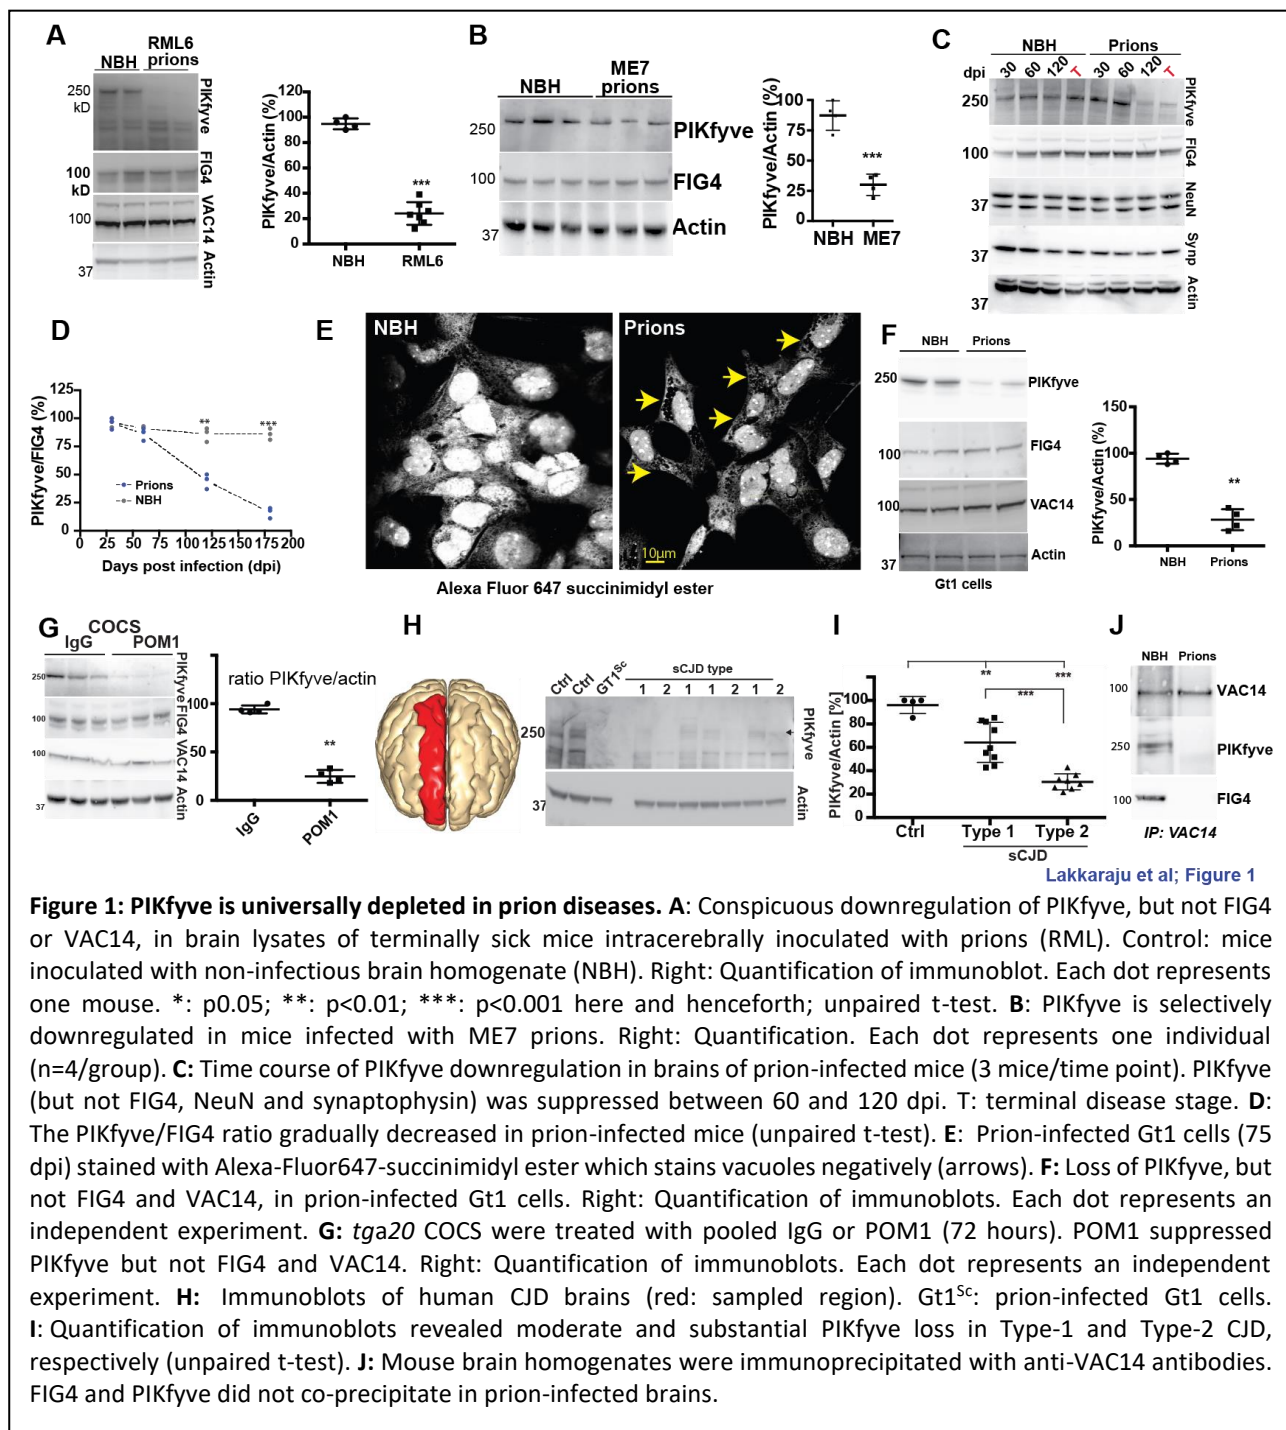 A
NBH
RML6
prions
250
kD
PIKfyve
100
kD
FIG4
100
VAC14
37
Actin
PIKfyve/Actin (%)
120
100
80
60
40
20
0
***
NBH
RML6
B
NBH
ME7
prions
250
PIKfyve
100
FIG4
37
Actin
PIKfyve/Actin (%)
100
75
50
25
0
***
NBH ME7
C
NBH Prions
dpi 30 60 120 T 30 60 120 T
250
PIKfyve
100
FIG4
37
NeuN
37
Synp
37
Actin
D
PIKfyve/FIG4 (%)
125
100
75
50
25
0
** ***
Prions
NBH
0 25 50 75 100 125 150 175 200
Days post infection (dpi)
E
NBH
Prions
10µm
Alexa Fluor 647 succinimidyl ester
F
NBH Prions
250
PIKfyve
100
FIG4
100
VAC14
37
Actin
Gt1 cells
PIKfyve/Actin (%)
150
100
50
0
**
NBH Prions
G
COCS
IgG POM1
250
PIKfyve
100
FIG4
100
VAC14
37
Actin
ratio PIKfyve/actin
100
50
0
**
IgG
POM1
H
Ctrl Ctrl GT1Sc
sCJD type
1 2 1 1 2 1 2
250
PIKfyve
37
Actin
I
PIKfyve/Actin [%]
100
80
60
40
20
0
** ***
***
Ctrl Type 1 Type 2
sCJD
J
NBH Prions
100
VAC14
250
PIKfyve
100
FIG4
IP: VAC14
Lakkaraju et al; Figure 1
Figure 1: PIKfyve is universally depleted in prion diseases. A: Conspicuous downregulation of PIKfyve, but not FIG4
or VAC14, in brain lysates of terminally sick mice intracerebrally inoculated with prions (RML). Control: mice
inoculated with non-infectious brain homogenate (NBH). Right: Quantification of immunoblot. Each dot represents
one mouse. *: p0.05; **: p<0.01; ***: p<0.001 here and henceforth; unpaired t-test. B: PIKfyve is selectively
downregulated in mice infected with ME7 prions. Right: Quantification. Each dot represents one individual
(n=4/group). C: Time course of PIKfyve downregulation in brains of prion-infected mice (3 mice/time point). PIKfyve
(but not FIG4, NeuN and synaptophysin) was suppressed between 60 and 120 dpi. T: terminal disease stage. D:
The PIKfyve/FIG4 ratio gradually decreased in prion-infected mice (unpaired t-test). E: Prion-infected Gt1 cells (75
dpi) stained with Alexa-Fluor647-succinimidyl ester which stains vacuoles negatively (arrows). F: Loss of PIKfyve, but
not FIG4 and VAC14, in prion-infected Gt1 cells. Right: Quantification of immunoblots. Each dot represents an
independent experiment. G: tga20 COCS were treated with pooled IgG or POM1 (72 hours). POM1 suppressed
PIKfyve but not FIG4 and VAC14. Right: Quantification of immunoblots. Each dot represents an independent
experiment. H: Immunoblots of human CJD brains (red: sampled region). Gt1Sc: prion-infected Gt1 cells.
I: Quantification of immunoblots revealed moderate and substantial PIKfyve loss in Type-1 and Type-2 CJD,
respectively (unpaired t-test). J: Mouse brain homogenates were immunoprecipitated with anti-VAC14 antibodies.
FIG4 and PIKfyve did not co-precipitate in prion-infected brains.